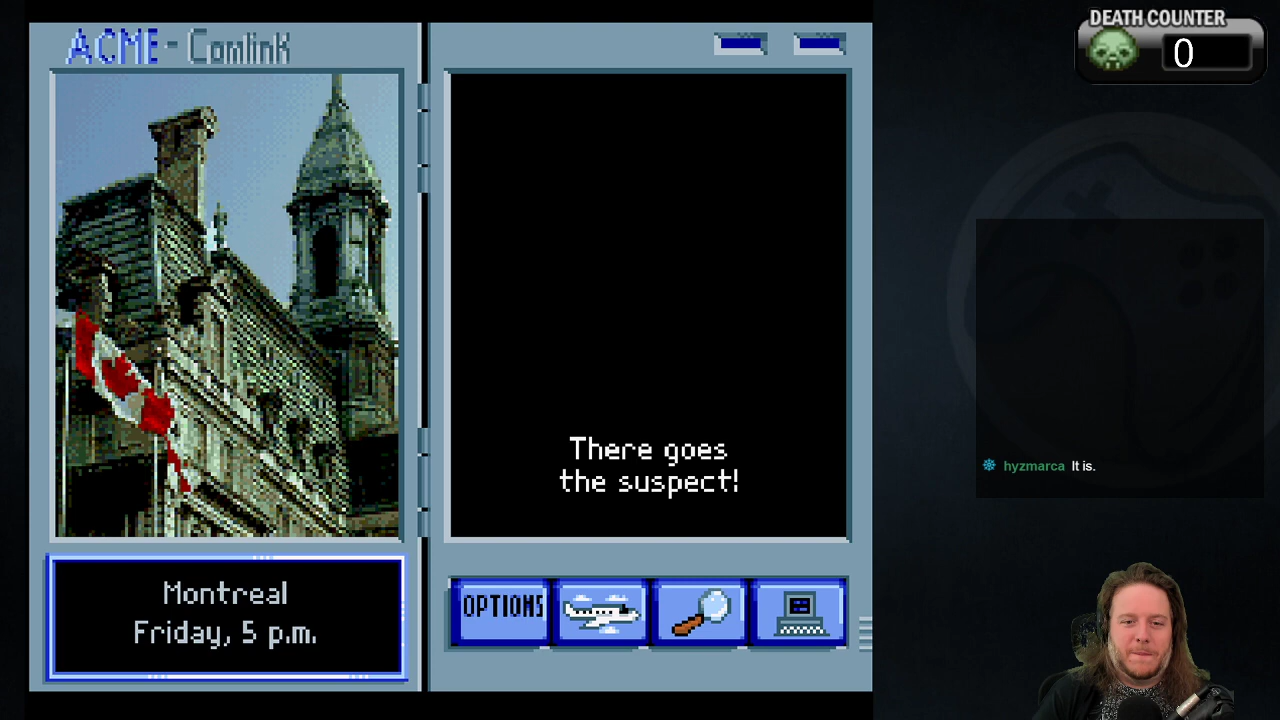 ACME - Comlink
There goes
the suspect!
Montreal
Friday, 5 p.m.
OPTIONS
DEATH COUNTER
0
hyzmarca It is.